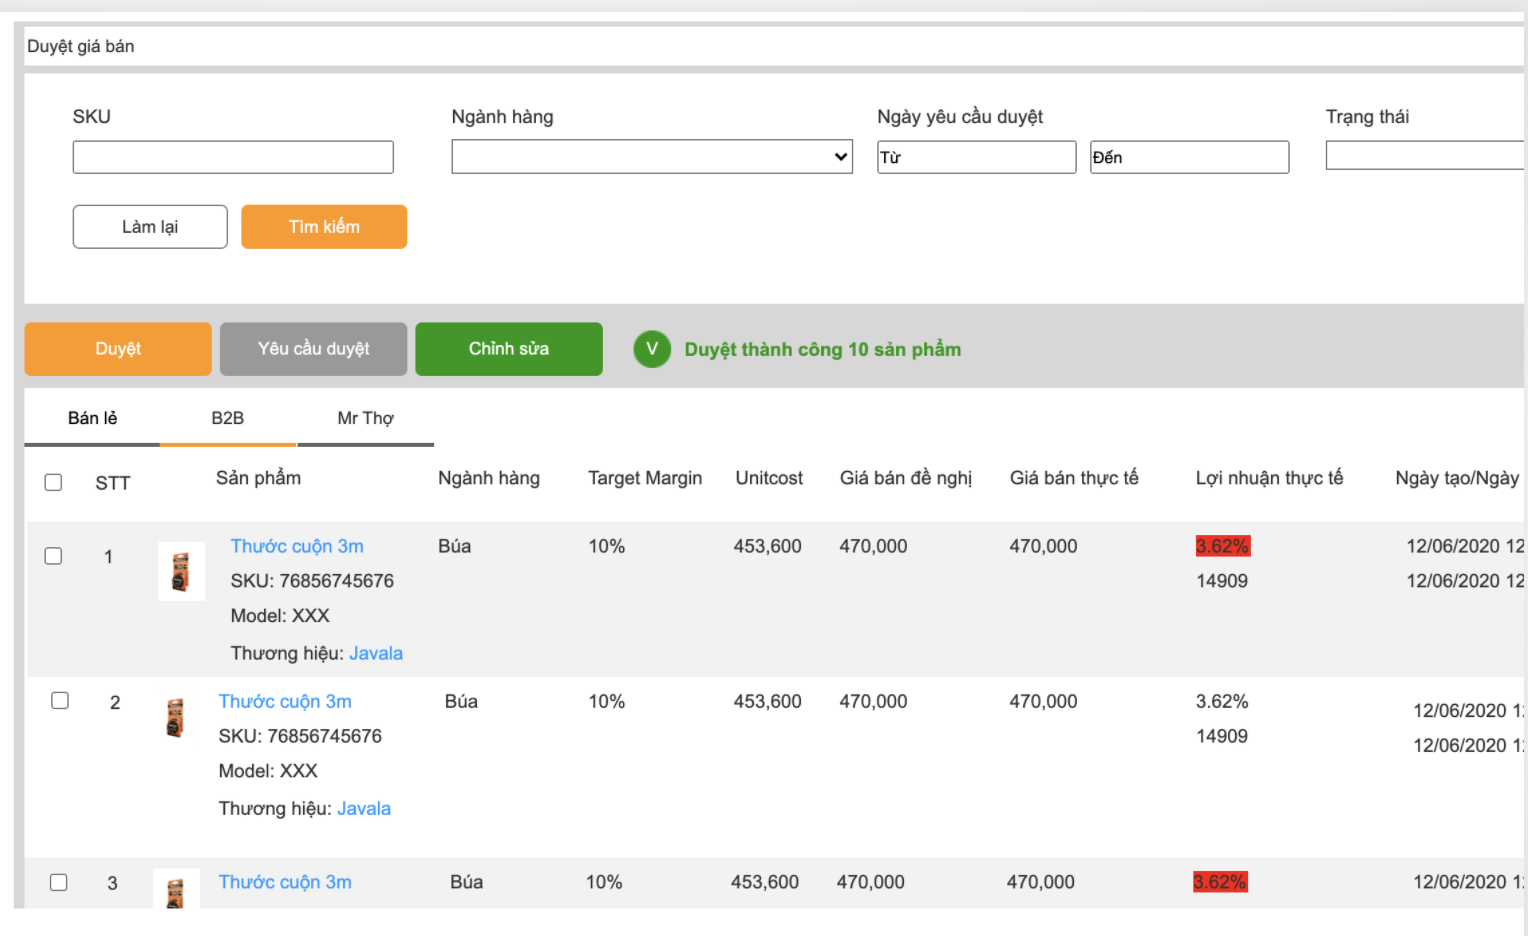 Duyệt giá bán
SKU Ngành hàng Ngày yêu cầu duyệt Trạng thái
Từ Đến
Làm lại Tìm kiếm
Duyệt Yêu cầu duyệt Chỉnh sửa V Duyệt thành công 10 sản phẩm
Bán lẻ B2B Mr Thợ
STT Sản phẩm Ngành hàng Target Margin Unitcost Giá bán đề nghị Giá bán thực tế Lợi nhuận thực tế Ngày tạo/Ngày
1 Thước cuộn 3m Búa 10% 453,600 470,000 470,000 3.62% 12/06/2020 12
SKU: 76856745676 14909 12/06/2020 12
Model: XXX
Thương hiệu: Javala
2 Thước cuộn 3m Búa 10% 453,600 470,000 470,000 3.62% 12/06/2020 1
SKU: 76856745676 14909 12/06/2020 1
Model: XXX
Thương hiệu: Javala
3 Thước cuộn 3m Búa 10% 453,600 470,000 470,000 3.62% 12/06/2020 1